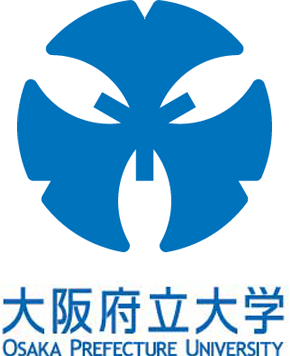 大阪府立大学
OSAKA PREFECTURE UNIVERSITY